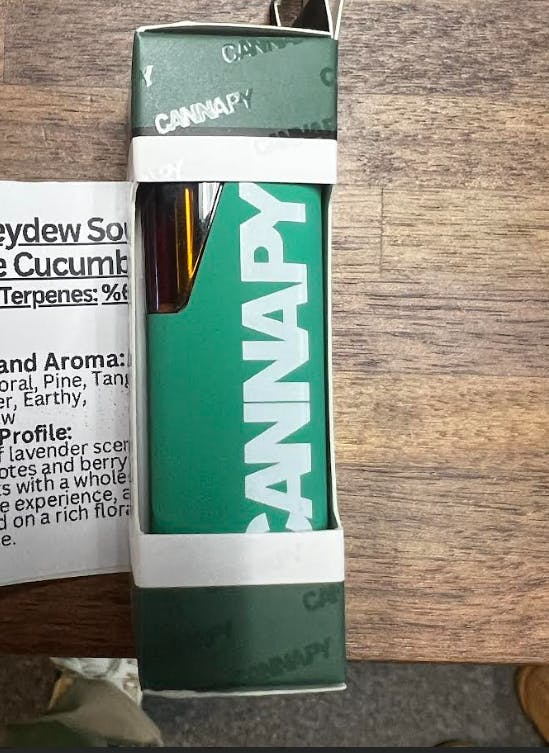 eydew Sou
e Cucumb
Terpenes: %6
and Aroma:
oral, Pine, Tang
er, Earthy,
w
Profile:
f lavender scen
otes and berry
s with a whole
e experience, a
d on a rich flora
e.
CANNAPY
CANNAPY
CANNAPY
CANNAPY